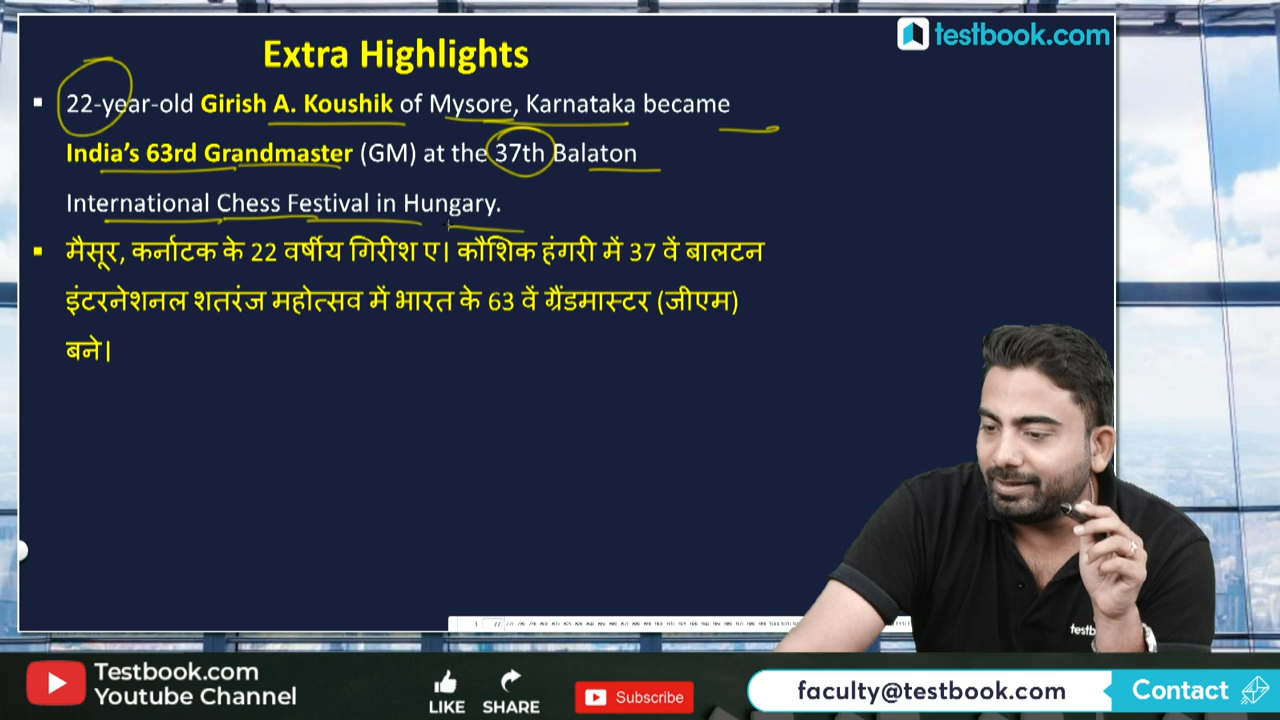 testbook.com
Extra Highlights
▪ 22-year-old Girish A. Koushik of Mysore, Karnataka became
India’s 63rd Grandmaster (GM) at the 37th Balaton
International Chess Festival in Hungary.
▪ मैसूर, कर्नाटक के 22 वर्षीय गिरीश ए। कौशिक हंगरी में 37 वें बालटन
इंटरनेशनल शतरंज महोत्सव में भारत के 63 वें ग्रैंडमास्टर (जीएम)
बने।
Testbook.com
Youtube Channel
LIKE
SHARE
Subscribe
faculty@testbook.com
Contact